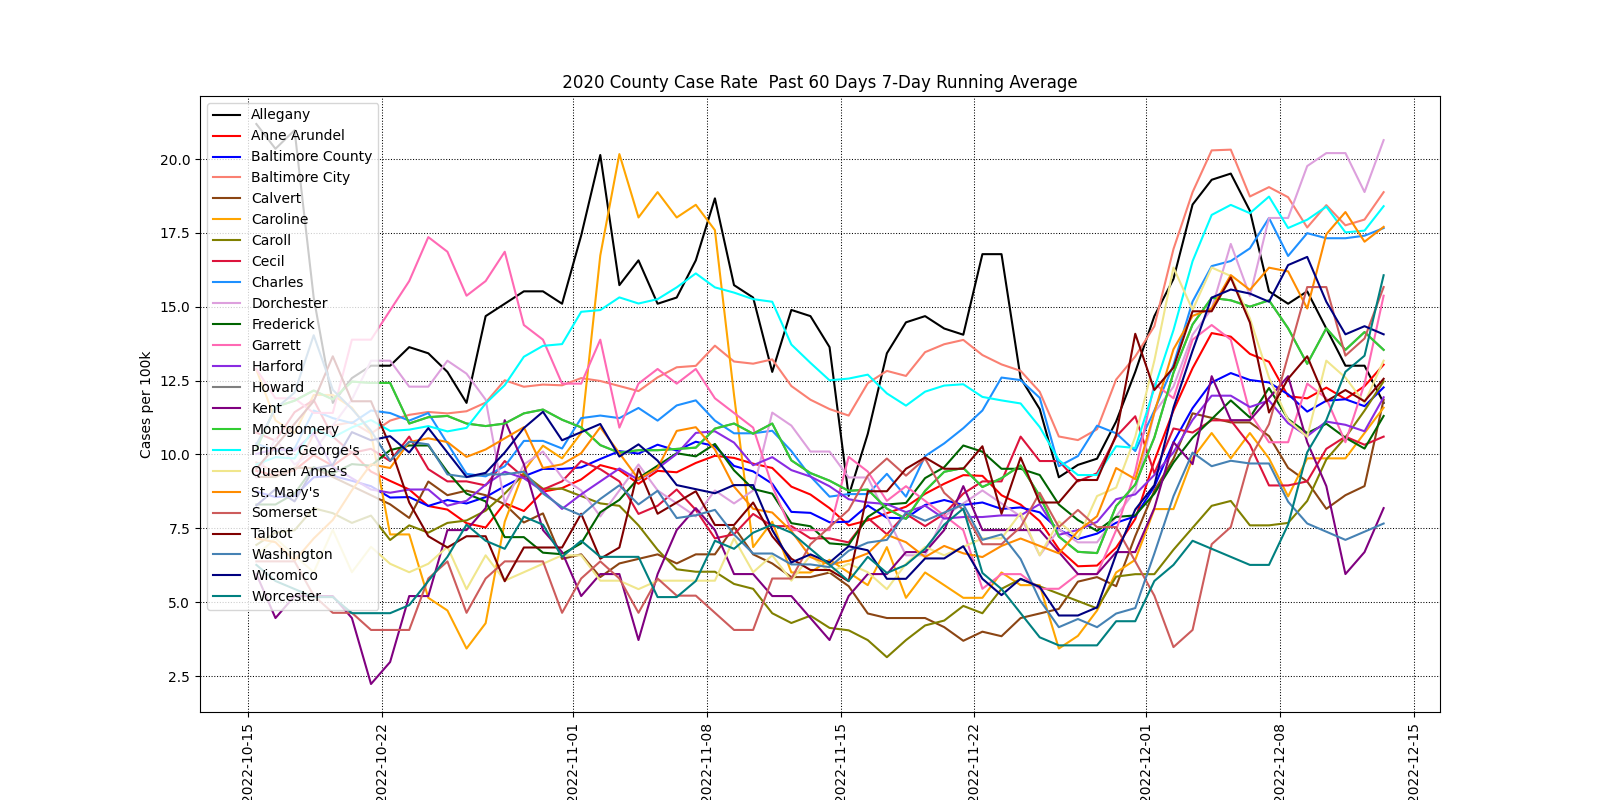 2020 County Case Rate  Past 60 Days 7-Day Running Average
Cases per 100k
20.0
17.5
15.0
12.5
10.0
7.5
5.0
2.5
Allegany
Anne Arundel
Baltimore County
Baltimore City
Calvert
Caroline
Caroll
Cecil
Charles
Dorchester
Frederick
Garrett
Harford
Howard
Kent
Montgomery
Prince George's
Queen Anne's
St. Mary's
Somerset
Talbot
Washington
Wicomico
Worcester
2022-10-15
2022-10-22
2022-11-01
2022-11-08
2022-11-15
2022-11-22
2022-12-01
2022-12-08
2022-12-15